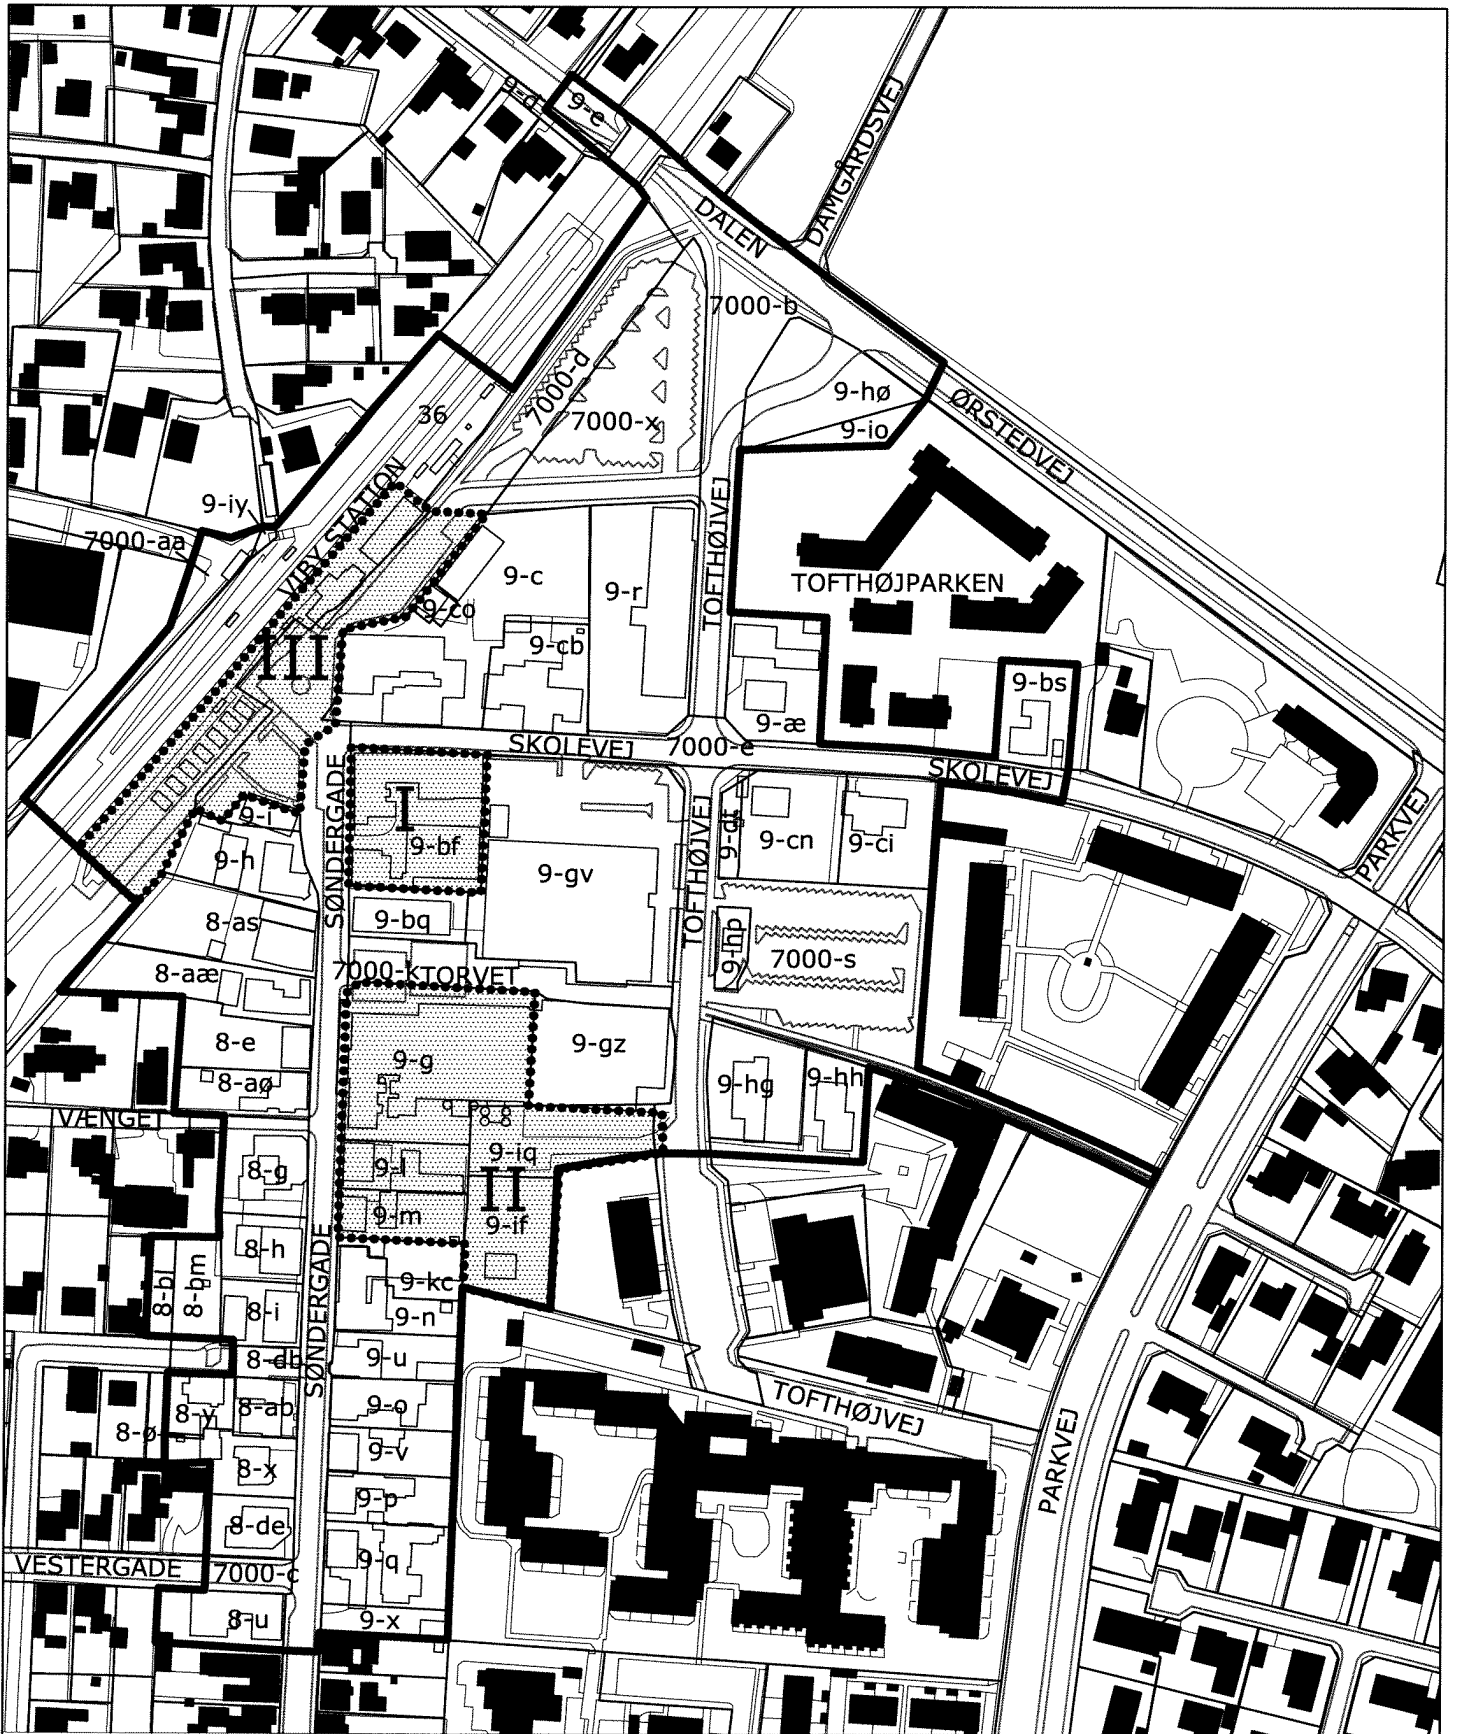 9-d
9-e
DAMGÅRDSVEJ
DALEN
7000-b
7000-d
9-hø
36
7000-x
9-io
ØRSTEDVEJ
9-iy
VIBY STATION
7000-aa
TOFTHØJVEJ
9-c
9-r
TOFTHØJPARKEN
9-co
III
9-cb
9-bs
9-æ
SKOLEVEJ
7000-e
SKOLEVEJ
SØNDERGADE
I
9-i
9-bf
TOFTHØJVEJ
9-dt
9-cn
9-ci
PARKVEJ
9-h
9-gv
8-as
9-bq
9-hp
7000-s
8-aæ
7000-k
TORVET
8-e
9-g
9-gz
8-aø
9-hg
9-hh
VÆNGET
8-g
9-l
9-iq
II
9-m
9-if
8-h
8-bl
8-bm
9-kc
8-i
9-n
SØNDERGADE
8-db
9-u
8-y
8-ab
9-o
TOFTHØJVEJ
8-ø
9-v
PARKVEJ
8-x
9-p
8-de
9-q
VESTERGADE
7000-c
8-u
9-x